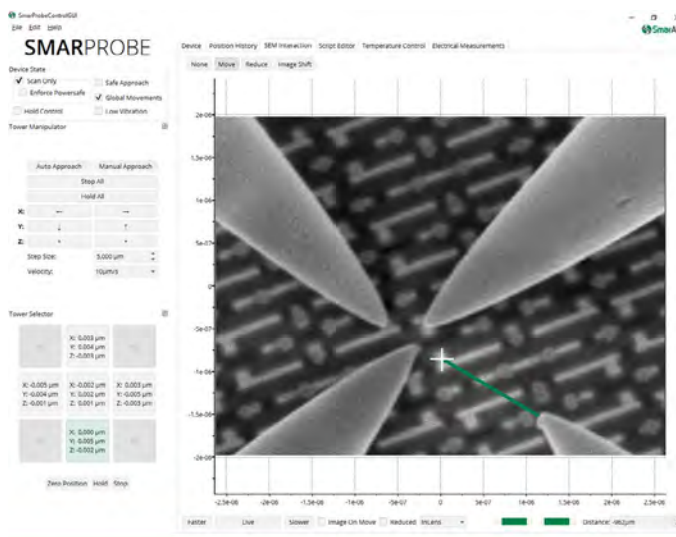 SmarProbeControlGUI
File Edit Help
SMARPROBE
Device State
Scan Only
Safe Approach
Enforce Powersafe
Global Movements
Hold Control
Low Vibration
Tower Manipulator
Auto Approach Manual Approach
Stop All
Hold All
X: ← →
Y: ↓ ↑
Z:
Step Size: 5,000 µm
Velocity: 10µm/s
Tower Selector
X: 0.003 µm
Y: 0.004 µm
Z: -0.003 µm
X: -0.005 µm X: -0.002 µm X: 0.003 µm
Y: -0.004 µm Y: 0.002 µm Y: 0.005 µm
Z: -0.001 µm Z: 0.001 µm Z: -0.003 µm
X: 0.000 µm
Y: -0.005 µm
Z: -0.002 µm
Zero Position Hold Stop
Device Position History SEM Interaction Script Editor Temperature Control Electrical Measurements
None Move Reduce Image Shift
2e-06
1.5e-06
1e-06
5e-07
0
-5e-07
-1e-06
-1.5e-06
-2e-06
-2.5e-06 -2e-06 -1.5e-06 -1e-06 -5e-07 0 5e-07 1e-06 1.5e-06 2e-06 2.5e-06
Faster Live Slower Image On Move Reduced InLens Distance: